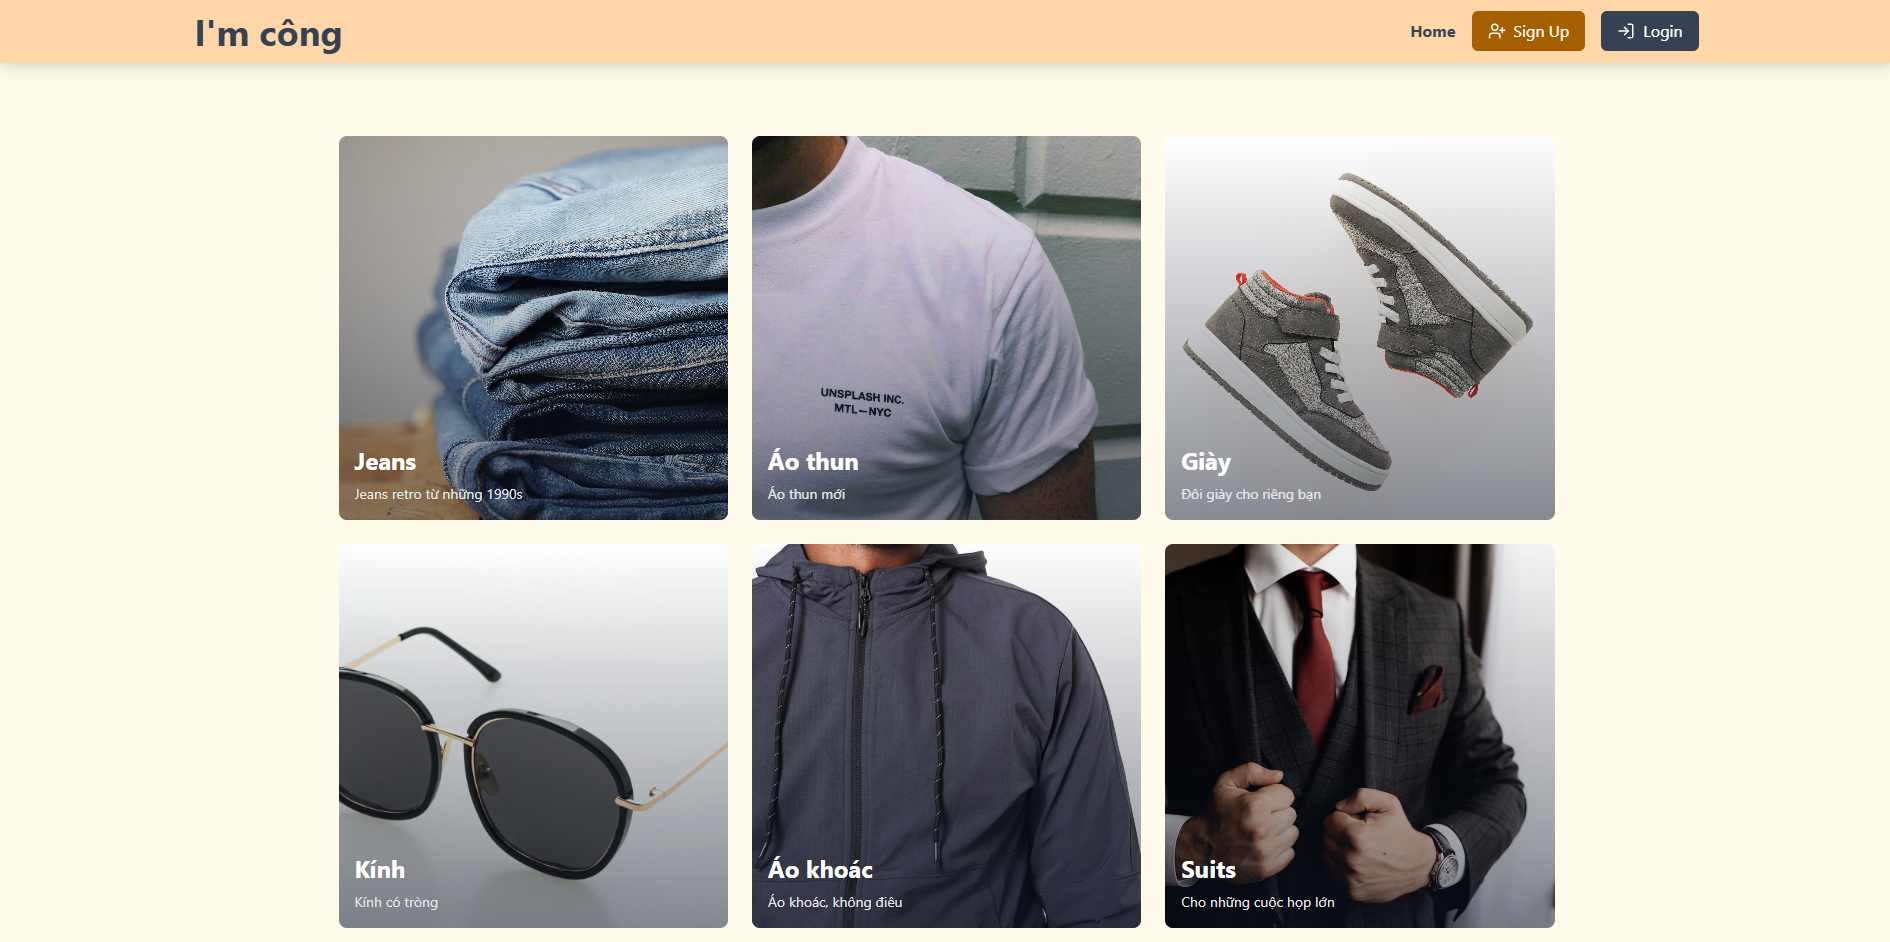 I'm công
Home
Sign Up
Login
UNSPLASH INC.
MTL—NYC
Jeans
Jeans retro từ những 1990s
Áo thun
Áo thun mới
Giày
Đôi giày cho riêng bạn
Kính
Kính có tròng
Áo khoác
Áo khoác, không điêu
Suits
Cho những cuộc họp lớn